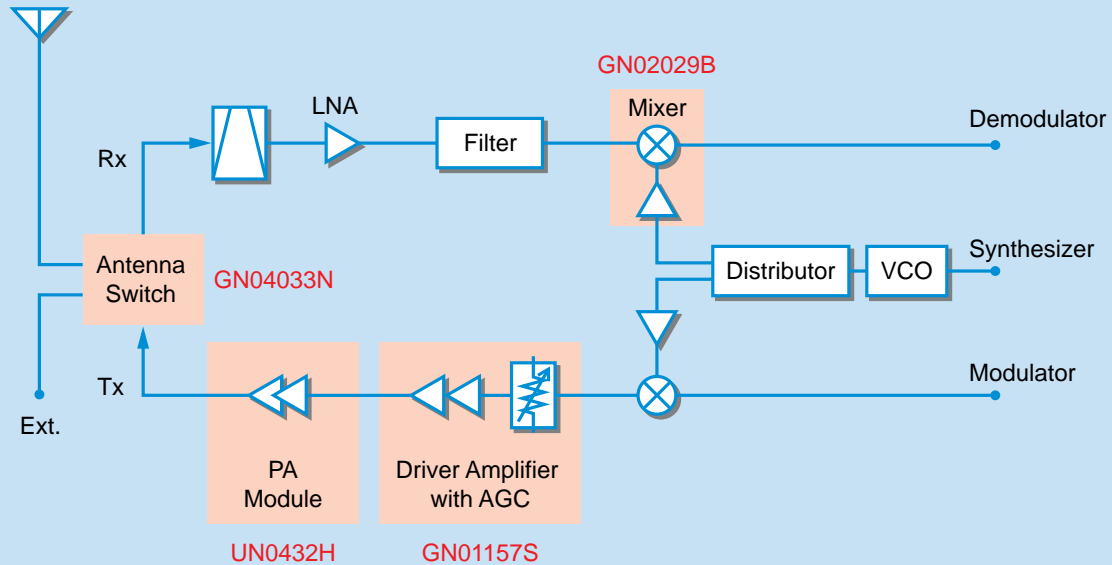 GN02029B
LNA
Mixer
Demodulator
Rx
Filter
Antenna
Switch
GN04033N
Distributor
VCO
Synthesizer
Tx
Modulator
Ext.
PA
Module
Driver Amplifier
with AGC
UN0432H
GN01157S